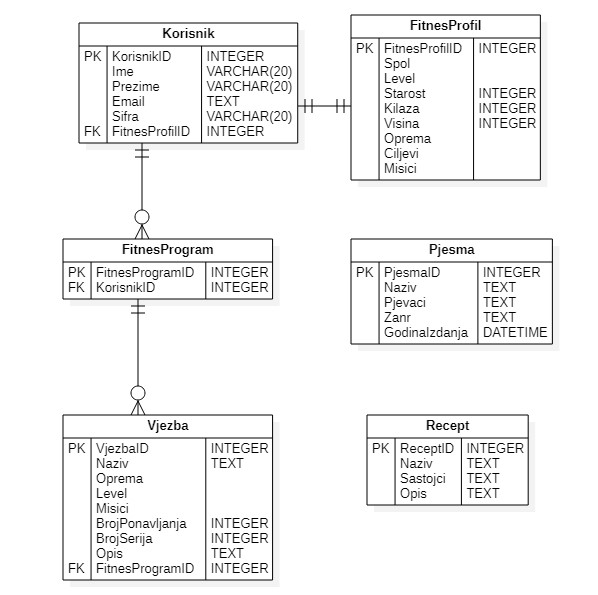 Korisnik
PK KorisnikID INTEGER
Ime VARCHAR(20)
Prezime VARCHAR(20)
Email TEXT
Sifra VARCHAR(20)
FK FitnesProfilID INTEGER
FitnesProfil
PK FitnesProfilID INTEGER
Spol
Level
Starost INTEGER
Kilaza INTEGER
Visina INTEGER
Oprema
Ciljevi
Misici
FitnesProgram
PK FitnesProgramID INTEGER
FK KorisnikID INTEGER
Pjesma
PK PjesmaID INTEGER
Naziv TEXT
Pjevaci TEXT
Zanr TEXT
GodinaIzdanja DATETIME
Vjezba
PK VjezbaID INTEGER
Naziv TEXT
Oprema
Level
Misici
BrojPonavljanja INTEGER
BrojSerija INTEGER
Opis TEXT
FK FitnesProgramID INTEGER
Recept
PK ReceptID INTEGER
Naziv TEXT
Sastojci TEXT
Opis TEXT